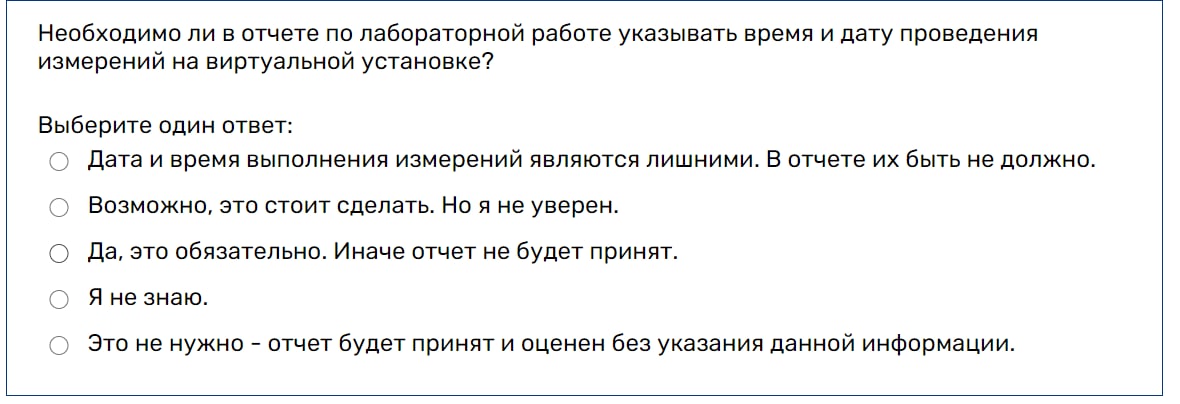 Необходимо ли в отчете по лабораторной работе указывать время и дату проведения
измерений на виртуальной установке?
Выберите один ответ:
Дата и время выполнения измерений являются лишними. В отчете их быть не должно.
Возможно, это стоит сделать. Но я не уверен.
Да, это обязательно. Иначе отчет не будет принят.
Я не знаю.
Это не нужно - отчет будет принят и оценен без указания данной информации.